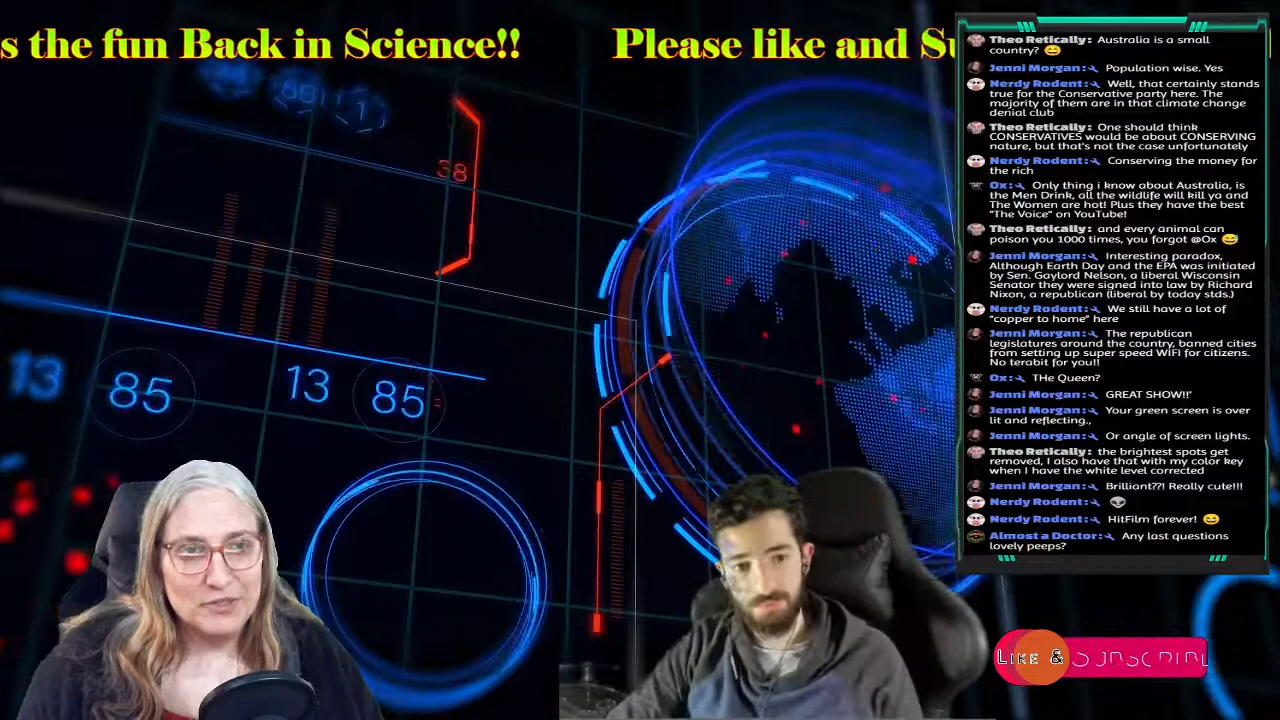 s the fun Back in Science!!
Please like and Su
Theo Retically: Australia is a small
country? 😅
Jenni Morgan: Population wise. Yes
Nerdy Rodent: Well, that certainly stands
true for the Conservative party here. The
majority of them are in that climate change
denial club
Theo Retically: One should think
CONSERVATIVES would be about CONSERVING
nature, but that's not the case unfortunately
Nerdy Rodent: Conserving the money for
the rich
Ox: Only thing i know about Australia, is
the Men Drink, all the wildlife will kill ya and
The Women are hot! Plus they have the best
"The Voice" on YouTube!
Theo Retically: and every animal can
poison you 1000 times, you forgot @Ox 😅
Jenni Morgan: Interesting paradox,
Although Earth Day and the EPA was initiated
by Sen. Gaylord Nelson, a liberal Wisconsin
Senator they were signed into law by Richard
Nixon, a republican (liberal by today stds.)
Nerdy Rodent: We still have a lot of
"copper to home" here
Jenni Morgan: The republican
legislatures around the country, banned cities
from setting up super speed WIFI for citizens.
No terabit for you!!
Ox: THe Queen?
Jenni Morgan: GREAT SHOW!!'
Jenni Morgan: Your green screen is over
lit and reflecting.,
Jenni Morgan: Or angle of screen lights.
Theo Retically: the brightest spots get
removed, I also have that with my color key
when I have the white level corrected
Jenni Morgan: Brilliant??! Really cute!!!
Nerdy Rodent: 👽
Nerdy Rodent: HitFilm forever! 😄
Almost a Doctor: Any last questions
lovely peeps?
89 (1)
38
13 85 13 85
LIKE & SUBSCRIBE